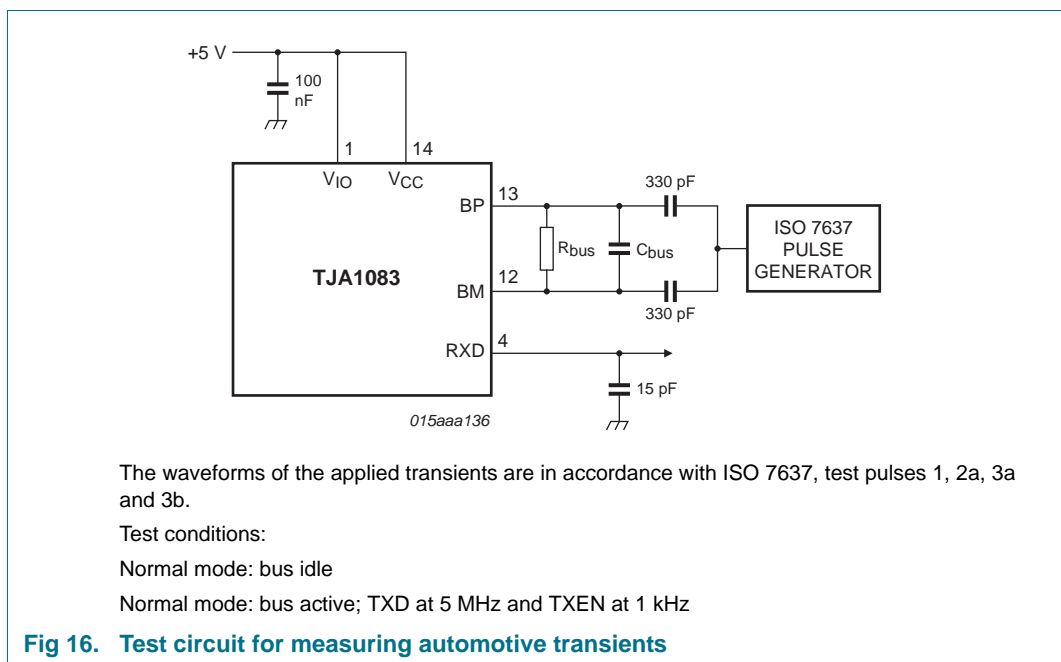 +5 V
100
nF
1
14
VIO
VCC
330 pF
BP
13
ISO 7637
PULSE
GENERATOR
Rbus
Cbus
TJA1083
12
BM
330 pF
RXD
4
15 pF
015aaa136
The waveforms of the applied transients are in accordance with ISO 7637, test pulses 1, 2a, 3a
and 3b.
Test conditions:
Normal mode: bus idle
Normal mode: bus active; TXD at 5 MHz and TXEN at 1 kHz
Fig 16. Test circuit for measuring automotive transients